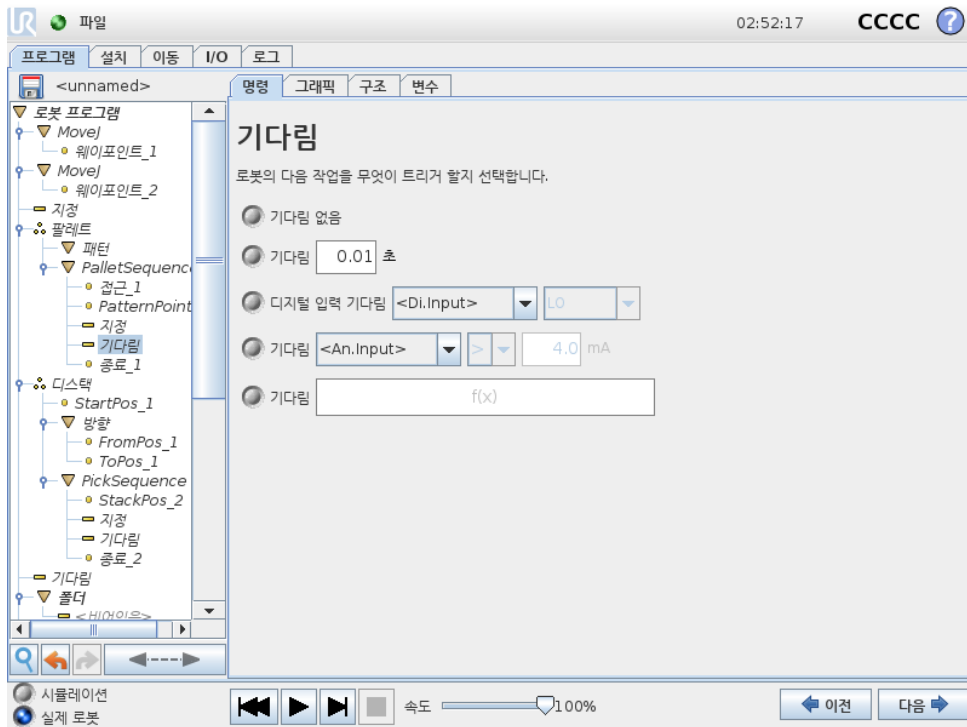 UR 파일 02:52:17 CCCC ?
프로그램 설치 이동 I/O 로그
<unnamed> 명령 그래픽 구조 변수
로봇 프로그램
MoveJ
웨이포인트_1
MoveJ
웨이포인트_2
지정
팔레트
패턴
PalletSequenc
접근_1
PatternPoint
지정
기다림
종료_1
디스택
StartPos_1
방향
FromPos_1
ToPos_1
PickSequence
StackPos_2
지정
기다림
종료_2
기다림
폴더
<비어있음>
기다림
로봇의 다음 작업을 무엇이 트리거 할지 선택합니다.
기다림 없음
기다림 0.01 초
디지털 입력 기다림 <Di.Input> LO
기다림 <An.Input> > 4.0 mA
기다림 f(x)
시뮬레이션
실제 로봇
속도 100% 이전 다음